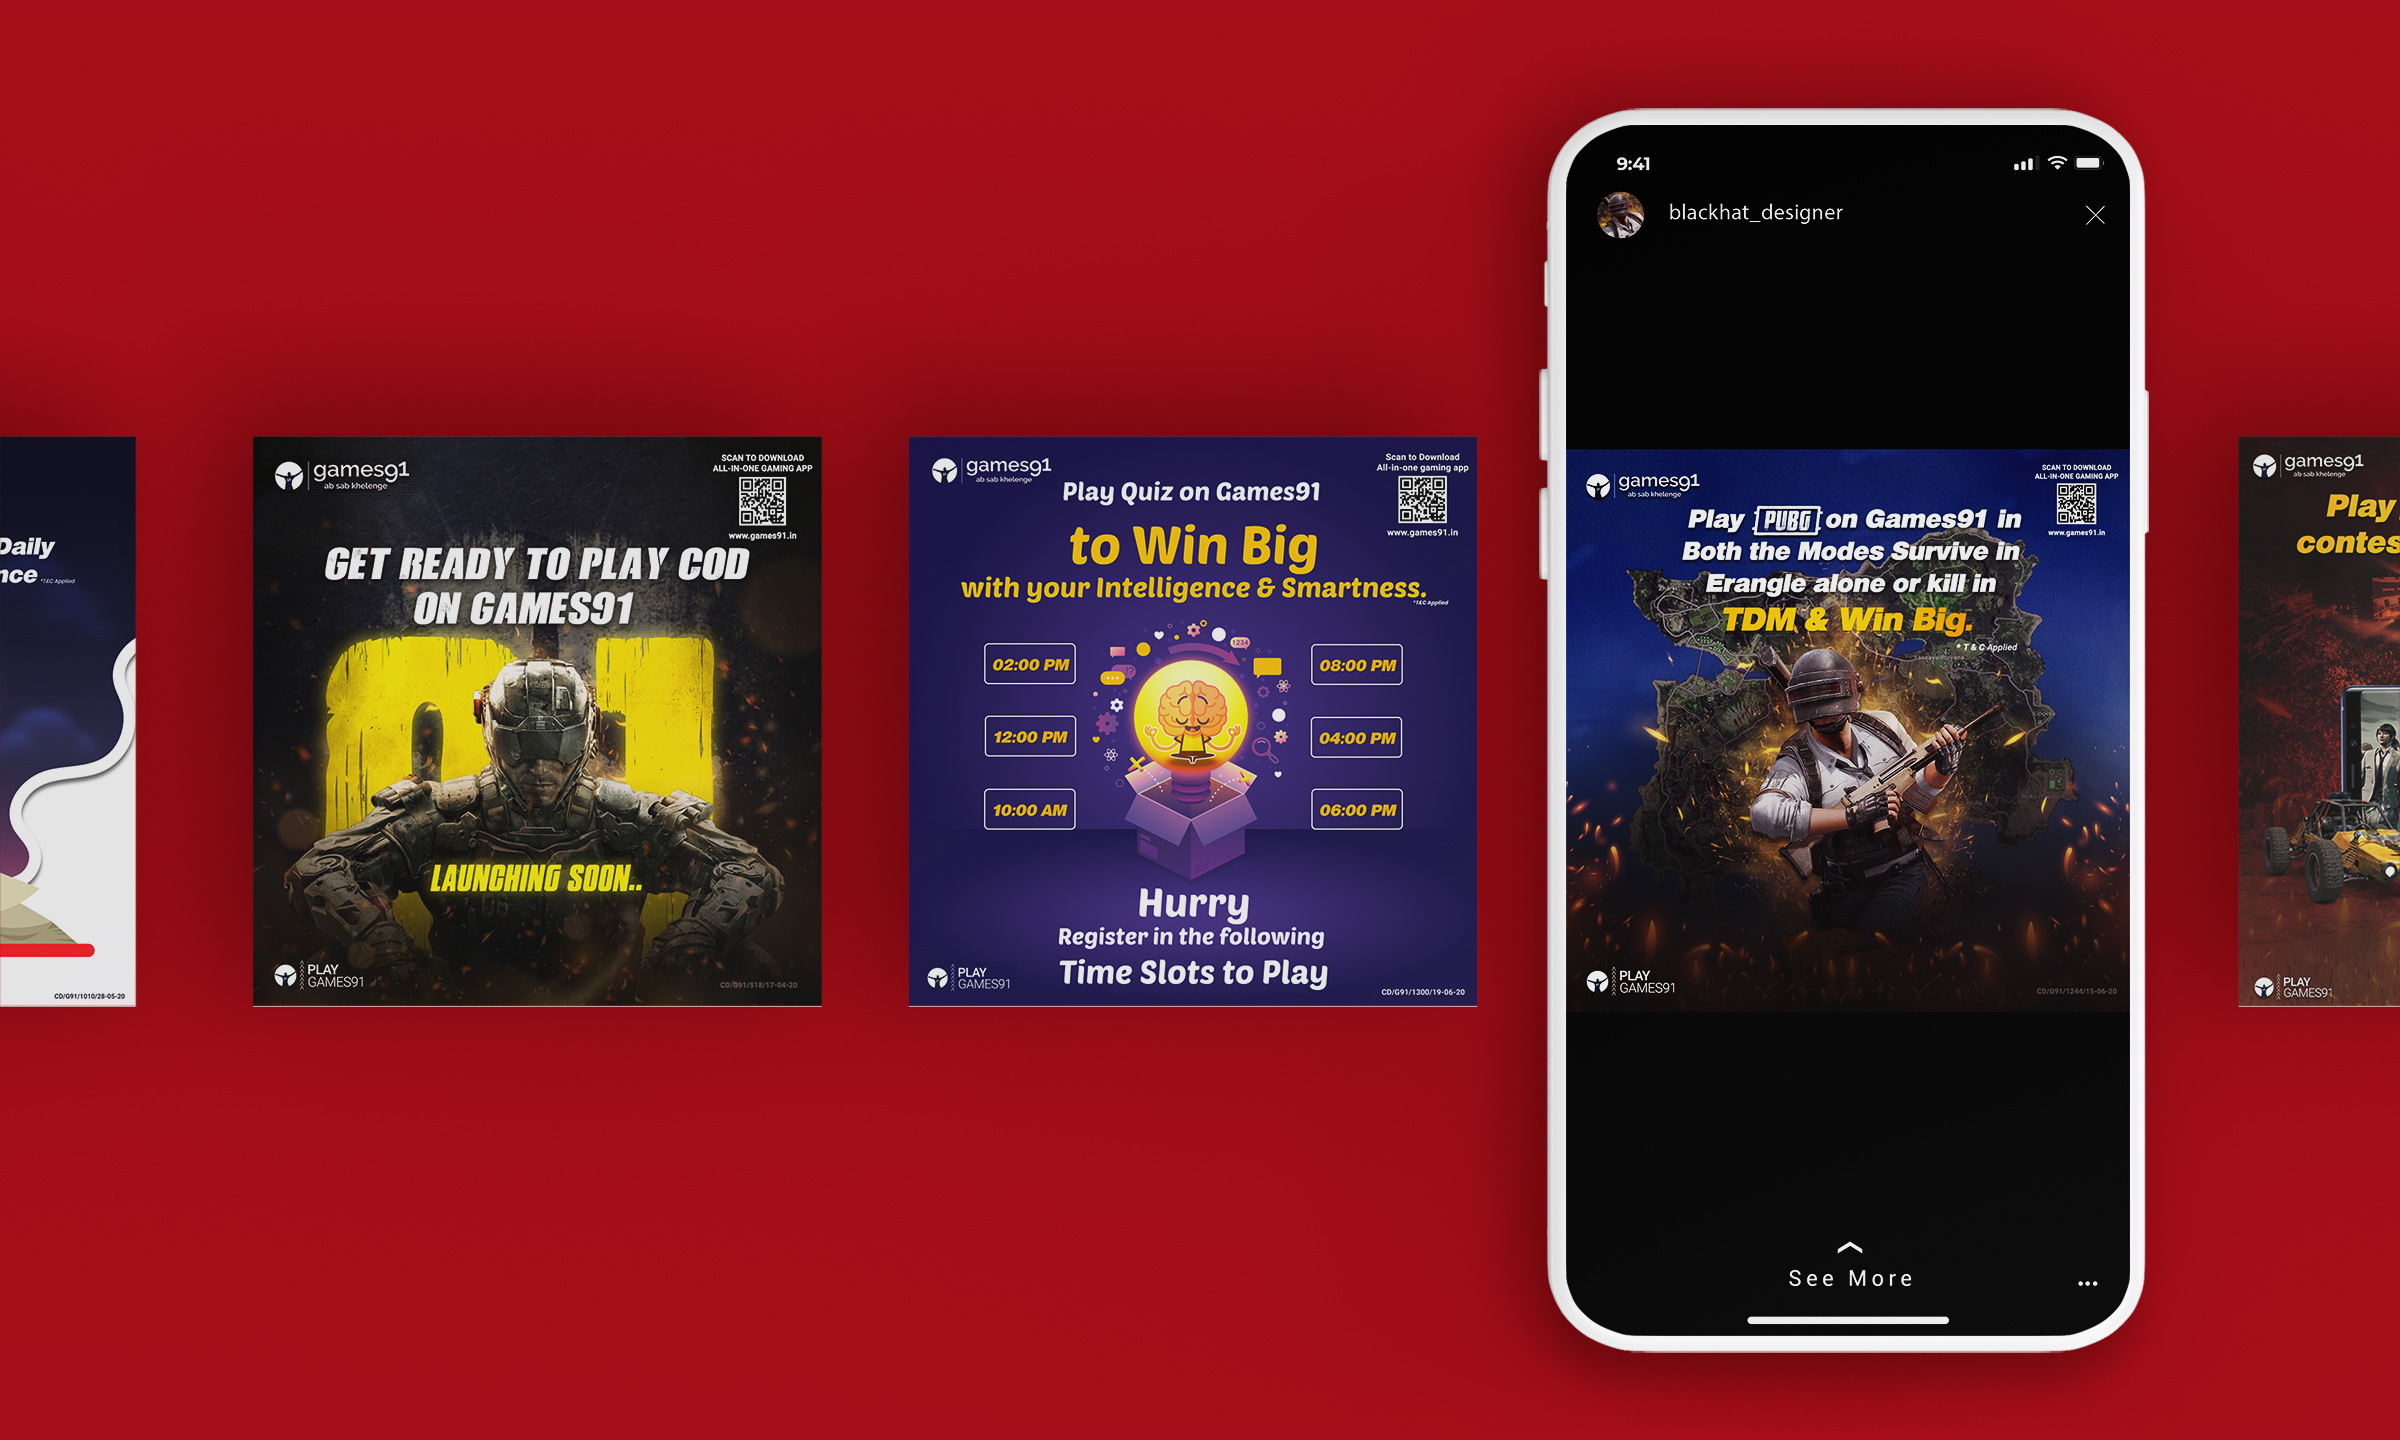 Daily
nce *T&C Applied
CD/G91/1010/28-05-20
games91
ab sab khelenge
SCAN TO DOWNLOAD
ALL-IN-ONE GAMING APP
www.games91.in
GET READY TO PLAY COD
ON GAMES91
91
LAUNCHING SOON..
PLAY
GAMES91
CD/G91/518/17-04-20
games91
ab sab khelenge
Scan to Download
All-in-one gaming app
www.games91.in
Play Quiz on Games91
to Win Big
with your Intelligence & Smartness.
*T&C Applied
1234
02:00 PM
08:00 PM
12:00 PM
04:00 PM
10:00 AM
06:00 PM
Hurry
Register in the following
Time Slots to Play
PLAY
GAMES91
CD/G91/1300/19-06-20
9:41
blackhat_designer
games91
ab sab khelenge
SCAN TO DOWNLOAD
ALL-IN-ONE GAMING APP
www.games91.in
Play PUBG on Games91 in
Both the Modes Survive in
Erangle alone or kill in
TDM & Win Big.
* T & C Applied
PLAY
GAMES91
CD/G91/1244/15-06-20
See More
games91
ab sab khelenge
Play
contes
PLAY
GAMES91